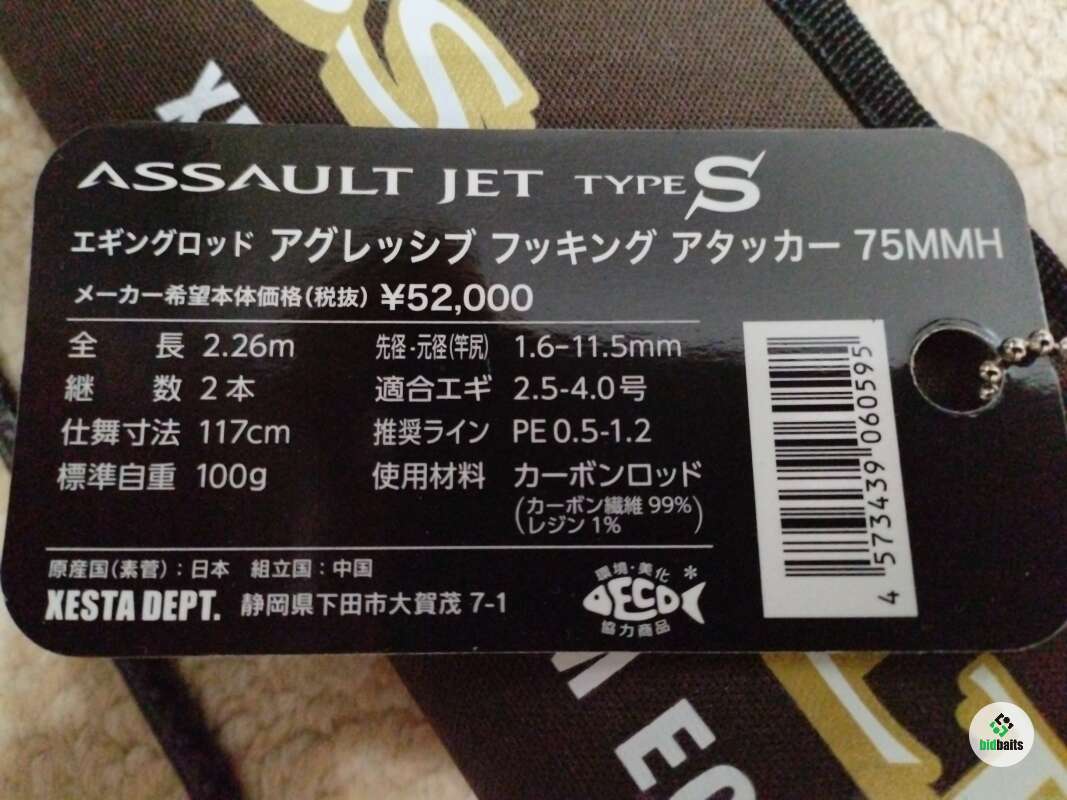 S
ASSAULT JET TYPE S
エギングロッド アグレッシブ フッキング アタッカー 75MMH
メーカー希望本体価格(税抜) ¥52,000
全 長 2.26m 先径-元径(竿尻) 1.6-11.5mm
継 数 2本 適合エギ 2.5-4.0号
仕舞寸法 117cm 推奨ライン PE 0.5-1.2
標準自重 100g 使用材料 カーボンロッド
(カーボン繊維 99%
レジン 1%)
原産国(素菅):日本 組立国:中国
XESTA DEPT. 静岡県下田市大賀茂 7-1
環境・美化
DECO
*
協力商品
4 573439 060595
bidbaits